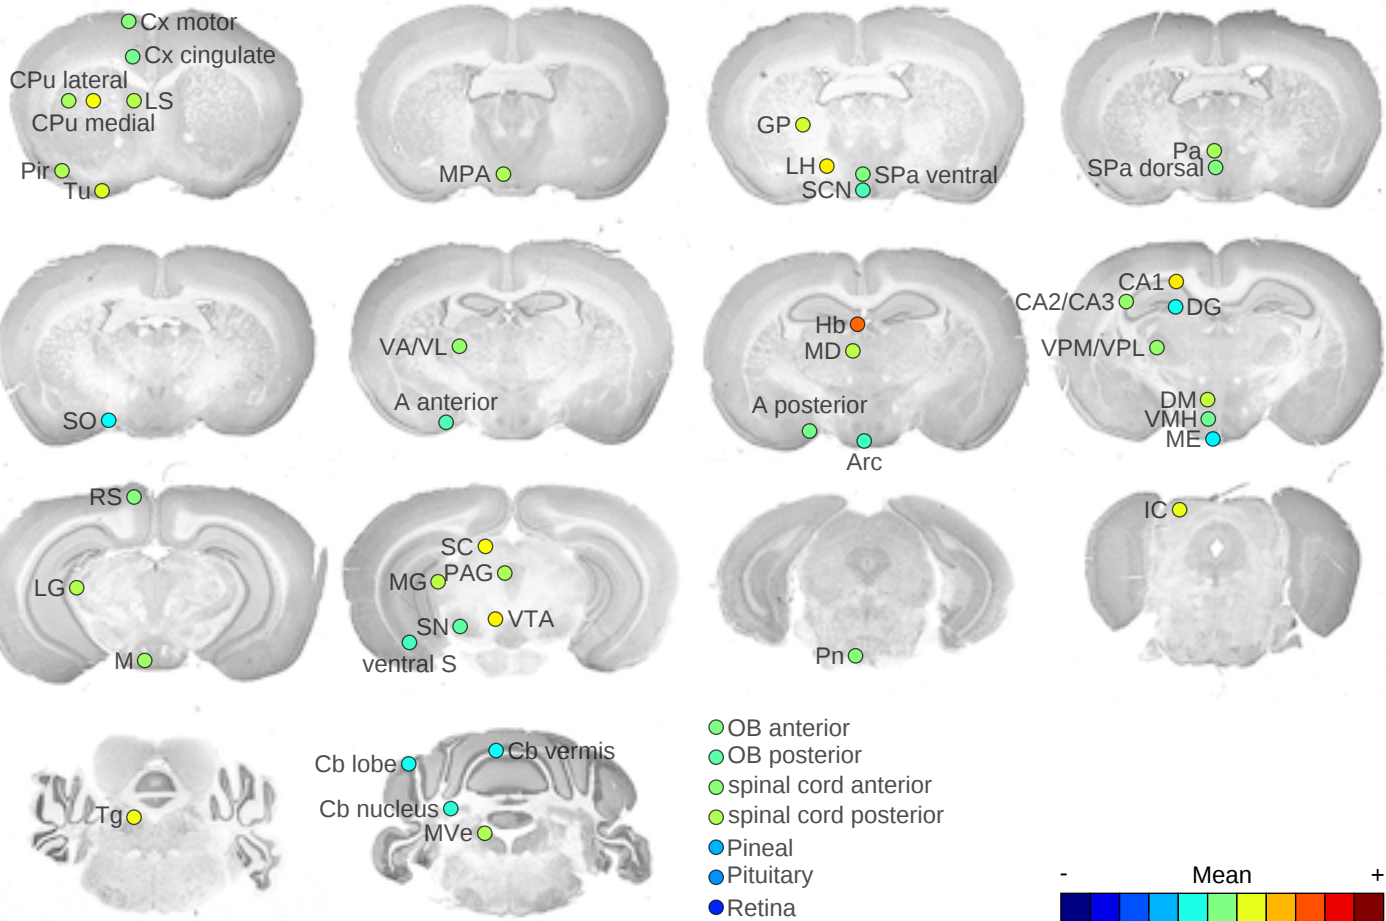 Cx motor
Cx cingulate
CPu lateral
LS
CPu medial
Pir
Tu
MPA
GP
LH
SPa ventral
SCN
Pa
SPa dorsal
SO
VA/VL
A anterior
Hb
MD
A posterior
Arc
CA1
CA2/CA3
DG
VPM/VPL
DM
VMH
ME
RS
LG
M
SC
MG
PAG
SN
VTA
ventral S
Pn
IC
Tg
Cb lobe
Cb vermis
Cb nucleus
MVe
OB anterior
OB posterior
spinal cord anterior
spinal cord posterior
Pineal
Pituitary
Retina
- Mean +